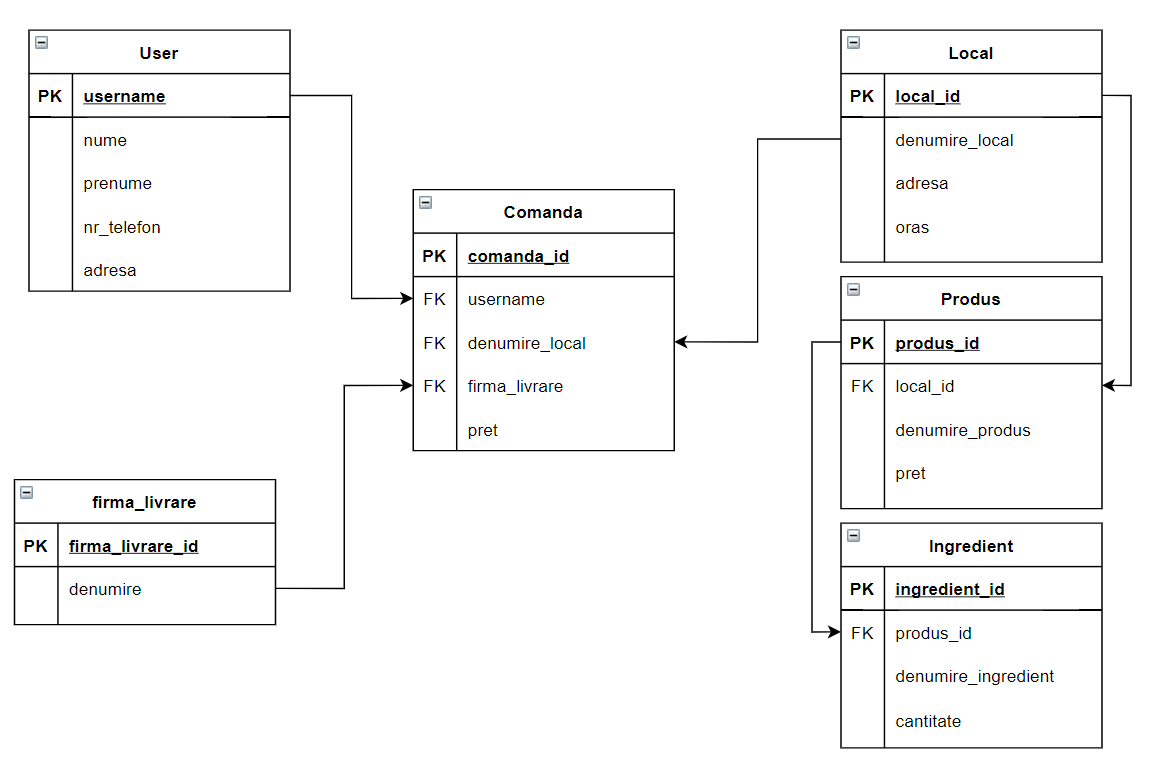 User
PK username
nume
prenume
nr_telefon
adresa
Local
PK local_id
denumire_local
adresa
oras
Comanda
PK comanda_id
FK username
FK denumire_local
FK firma_livrare
pret
Produs
PK produs_id
FK local_id
denumire_produs
pret
firma_livrare
PK firma_livrare_id
denumire
Ingredient
PK ingredient_id
FK produs_id
denumire_ingredient
cantitate